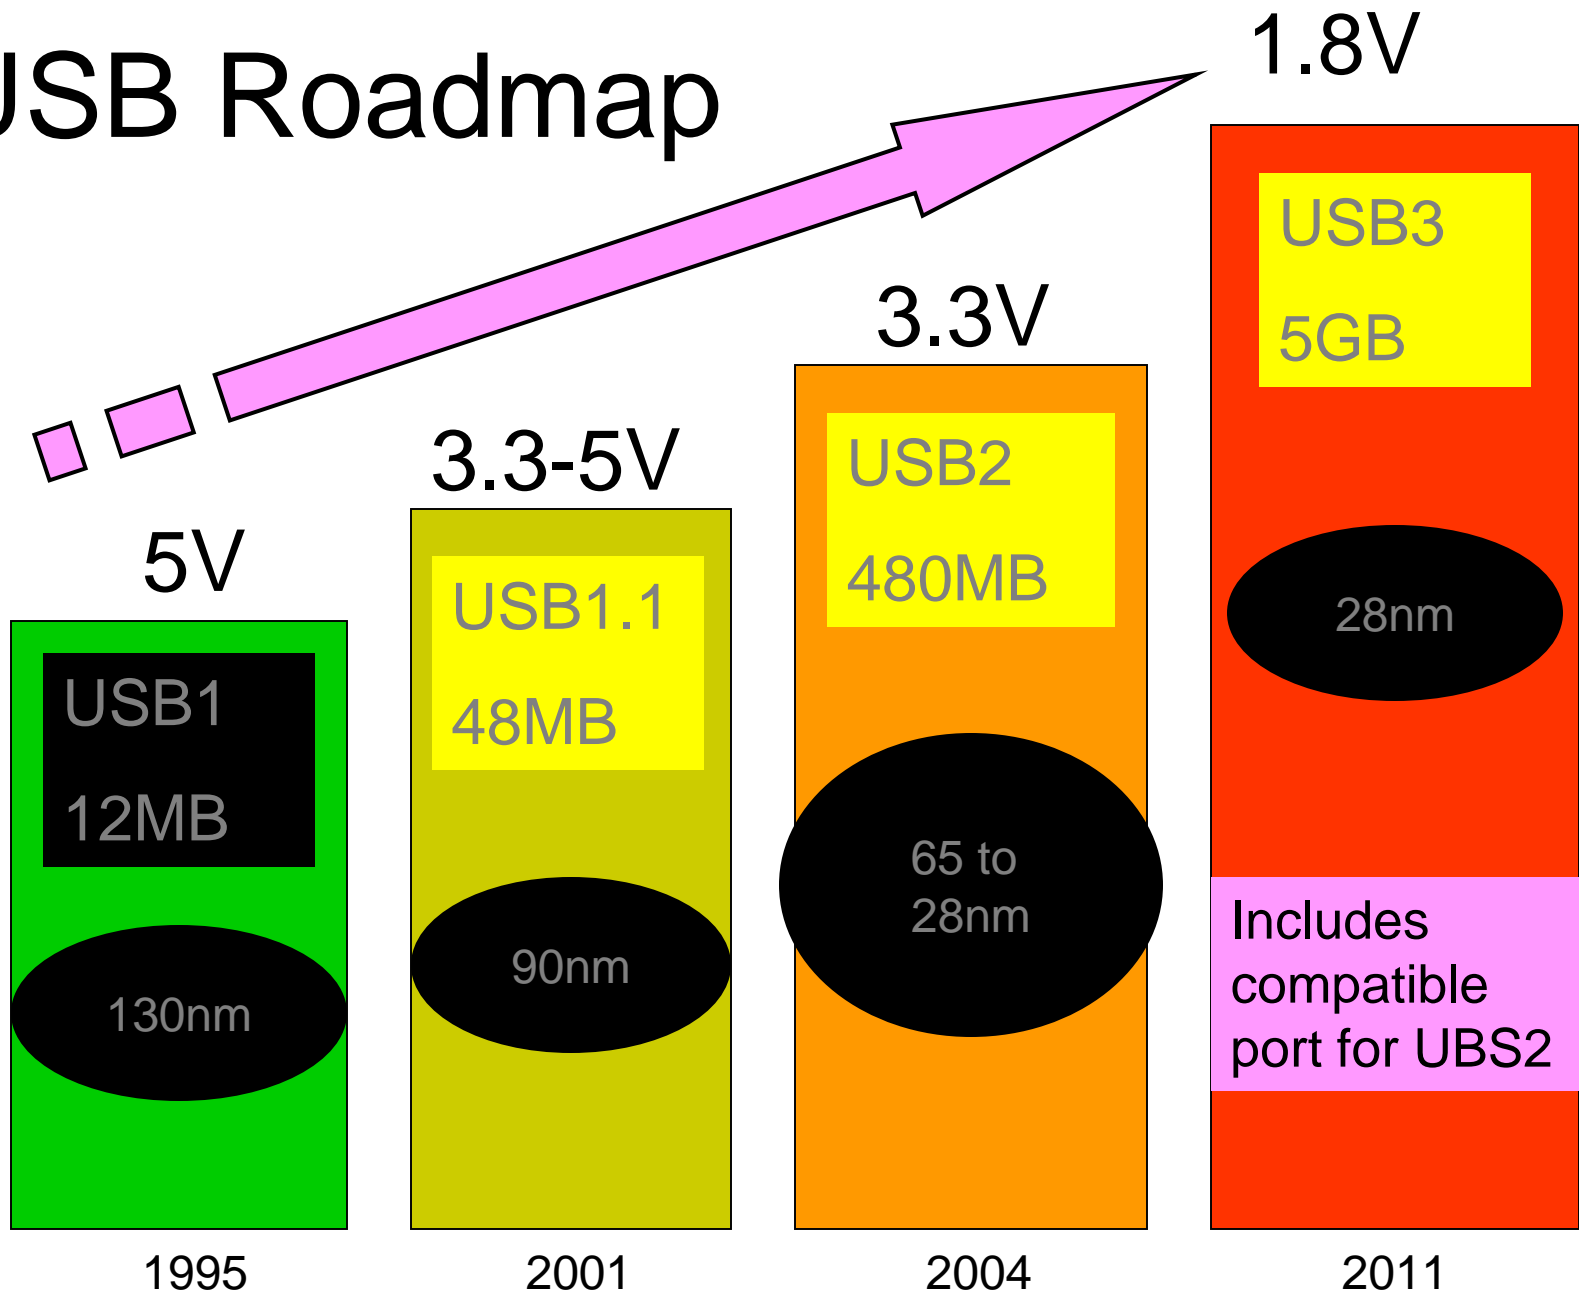 USB Roadmap
1.8V
3.3V
3.3-5V
5V
USB1
12MB
130nm
1995
USB1.1
48MB
90nm
2001
USB2
480MB
65 to
28nm
2004
USB3
5GB
28nm
Includes
compatible
port for UBS2
2011